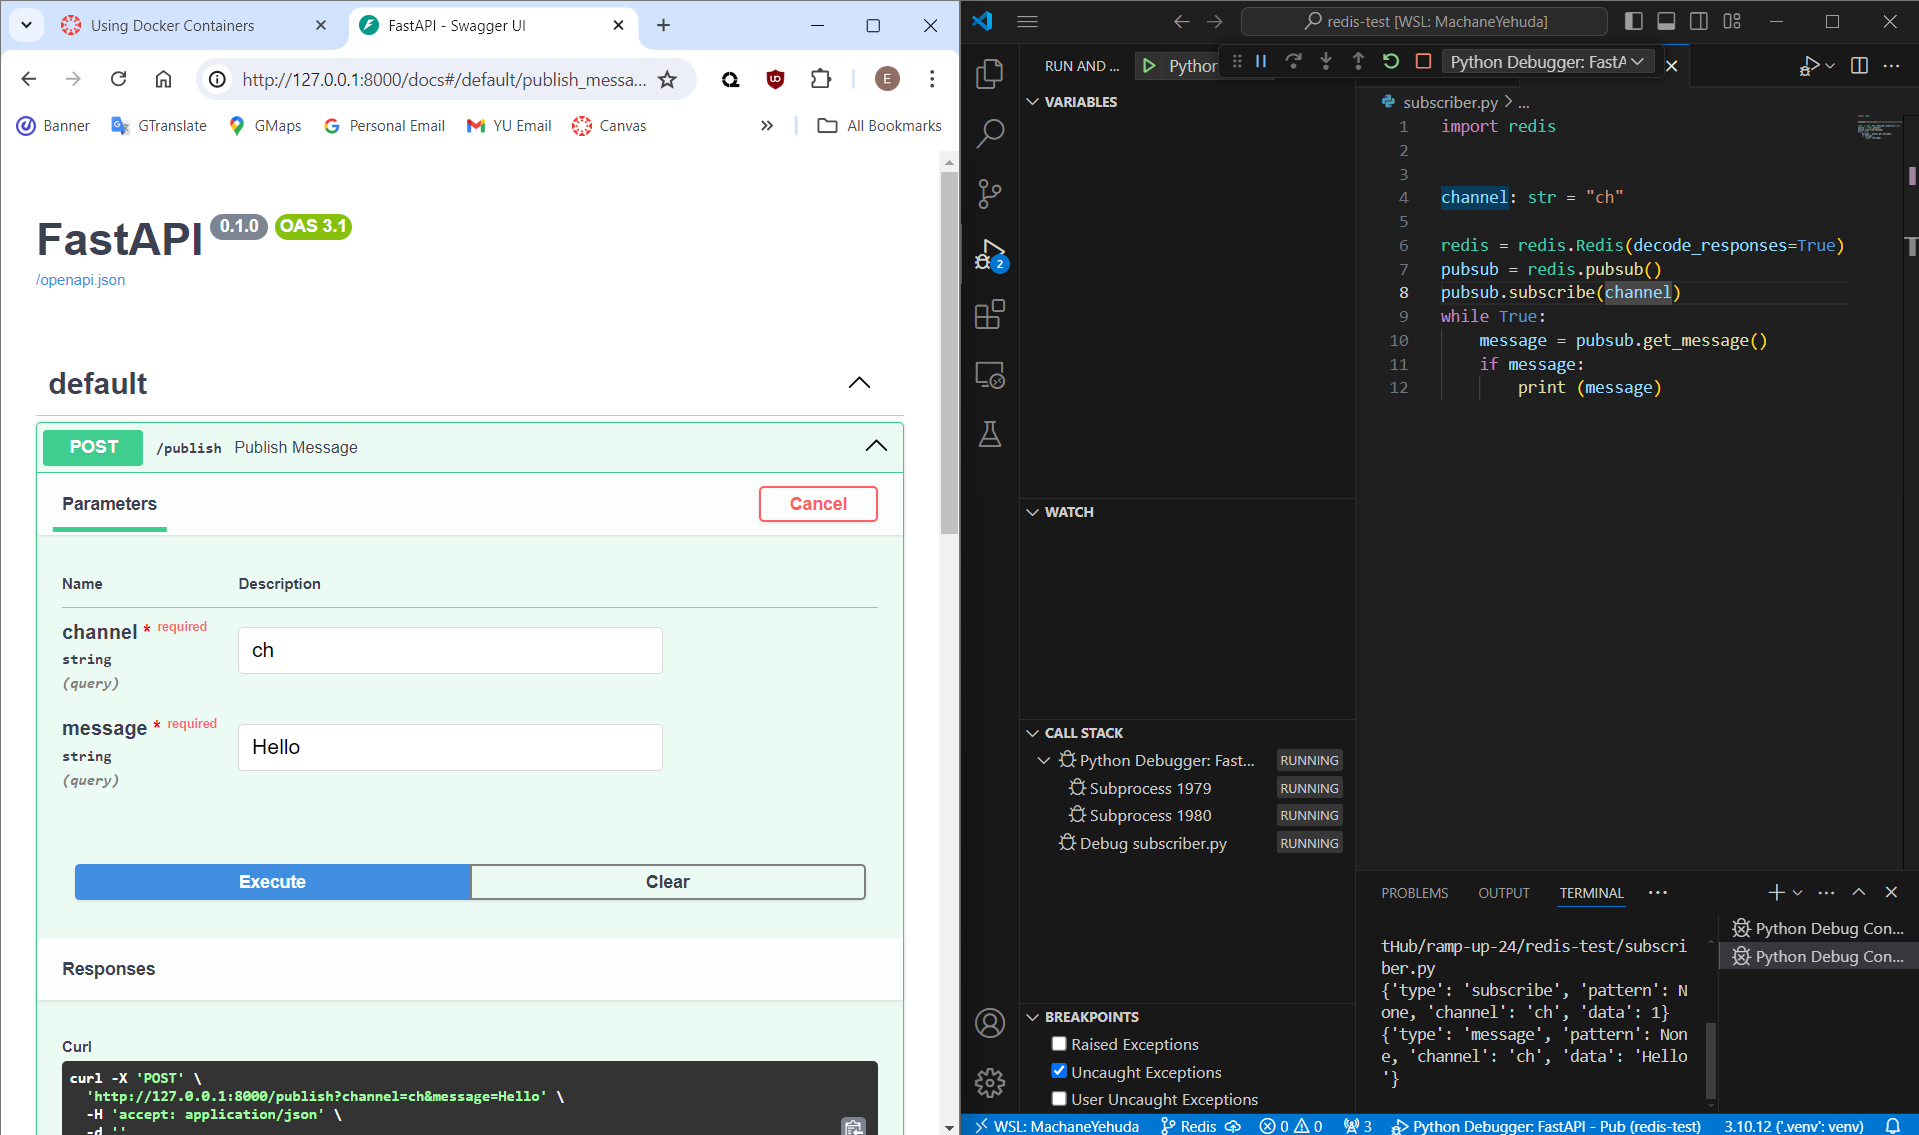 Using Docker Containers
FastAPI - Swagger UI
http://127.0.0.1:8000/docs#/default/publish_messa...
E
Banner
GTranslate
GMaps
Personal Email
YU Email
Canvas
All Bookmarks
FastAPI 0.1.0 OAS 3.1
/openapi.json
default
POST /publish Publish Message
Parameters
Cancel
Name Description
channel * required
string
(query)
ch
message * required
string
(query)
Hello
Execute Clear
Responses
Curl
curl -X 'POST' \
'http://127.0.0.1:8000/publish?channel=ch&message=Hello' \
-H 'accept: application/json' \
-d ''
redis-test [WSL: MachaneYehuda]
RUN AND ... Python
Python Debugger: FastA
VARIABLES
2
WATCH
CALL STACK
Python Debugger: Fast... RUNNING
Subprocess 1979 RUNNING
Subprocess 1980 RUNNING
Debug subscriber.py RUNNING
BREAKPOINTS
Raised Exceptions
Uncaught Exceptions
User Uncaught Exceptions
subscriber.py > ...
1 import redis
2
3
4 channel: str = "ch"
5
6 redis = redis.Redis(decode_responses=True)
7 pubsub = redis.pubsub()
8 pubsub.subscribe(channel)
9 while True:
10 message = pubsub.get_message()
11 if message:
12 print (message)
PROBLEMS OUTPUT TERMINAL ...
Python Debug Con...
Python Debug Con...
tHub/ramp-up-24/redis-test/subscri
ber.py
{'type': 'subscribe', 'pattern': N
one, 'channel': 'ch', 'data': 1}
{'type': 'message', 'pattern': Non
e, 'channel': 'ch', 'data': 'Hello
'}
WSL: MachaneYehuda Redis 0 0 3 Python Debugger: FastAPI - Pub (redis-test) 3.10.12 ('.venv': venv)